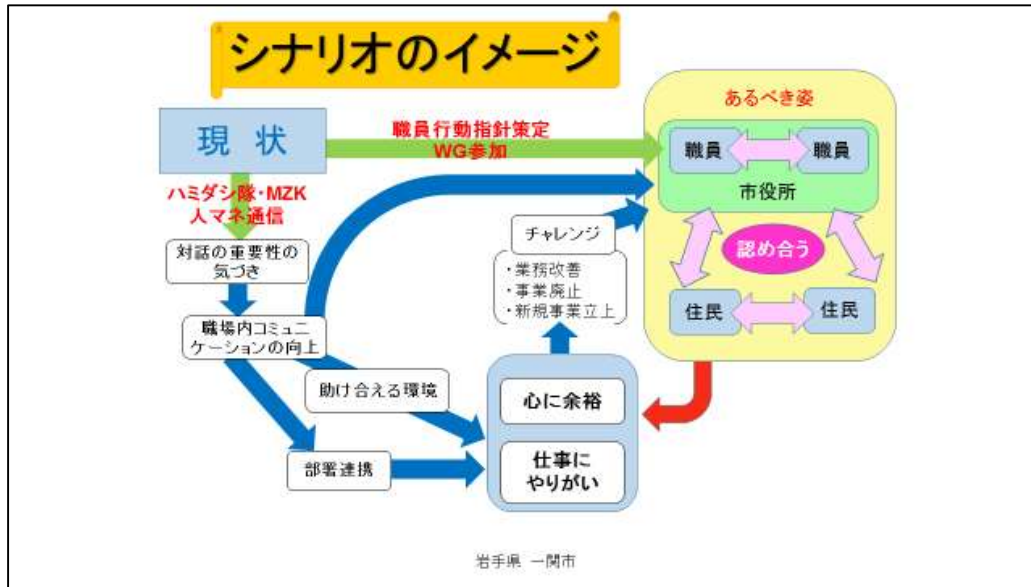 シナリオのイメージ
現　状
職員行動指針策定
WG参加
ハミダシ隊・MZK
人マネ通信
対話の重要性の
気づき
職場内コミュニ
ケーションの向上
助け合える環境
部署連携
チャレンジ
・業務改善
・事業廃止
・新規事業立上
心に余裕
仕事に
やりがい
あるべき姿
職員
職員
市役所
認め合う
住民
住民
岩手県　一関市